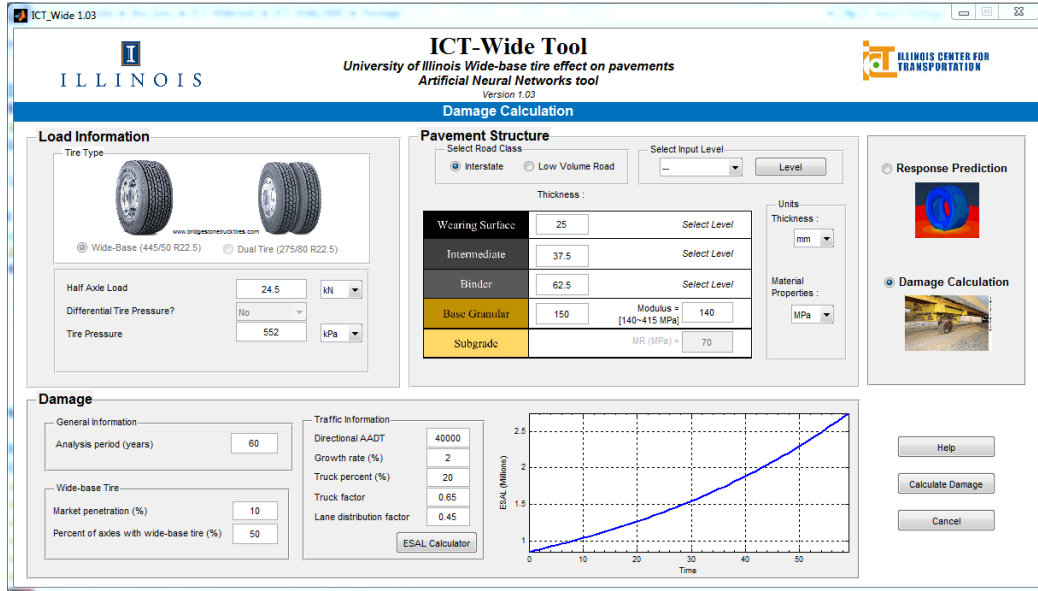 ICT_Wide 1.03
I
ILLINOIS
ICT-Wide Tool
University of Illinois Wide-base tire effect on pavements
Artificial Neural Networks tool
Version 1.03
ILLINOIS CENTER FOR
TRANSPORTATION
Damage Calculation
Load Information
Tire Type
www.bridgestonetrucktires.com
Wide-Base (445/50 R22.5)
Dual Tire (275/80 R22.5)
Half Axle Load 24.5 kN
Differential Tire Pressure? No
Tire Pressure 552 kPa
Pavement Structure
Select Road Class
Interstate Low Volume Road
Select Input Level
-- Level
Thickness :
Wearing Surface 25 Select Level
Intermediate 37.5 Select Level
Binder 62.5 Select Level
Base Granular 150 Modulus =
[140~415 MPa] 140
Subgrade MR (MPa) = 70
Units
Thickness :
mm
Material
Properties :
MPa
Response Prediction
Damage Calculation
Damage
General Information
Analysis period (years) 60
Wide-base Tire
Market penetration (%) 10
Percent of axles with wide-base tire (%) 50
Traffic Information
Directional AADT 40000
Growth rate (%) 2
Truck percent (%) 20
Truck factor 0.65
Lane distribution factor 0.45
ESAL Calculator
ESAL (Millions)
2.5
2
1.5
1
0 10 20 30 40 50
Time
Help
Calculate Damage
Cancel